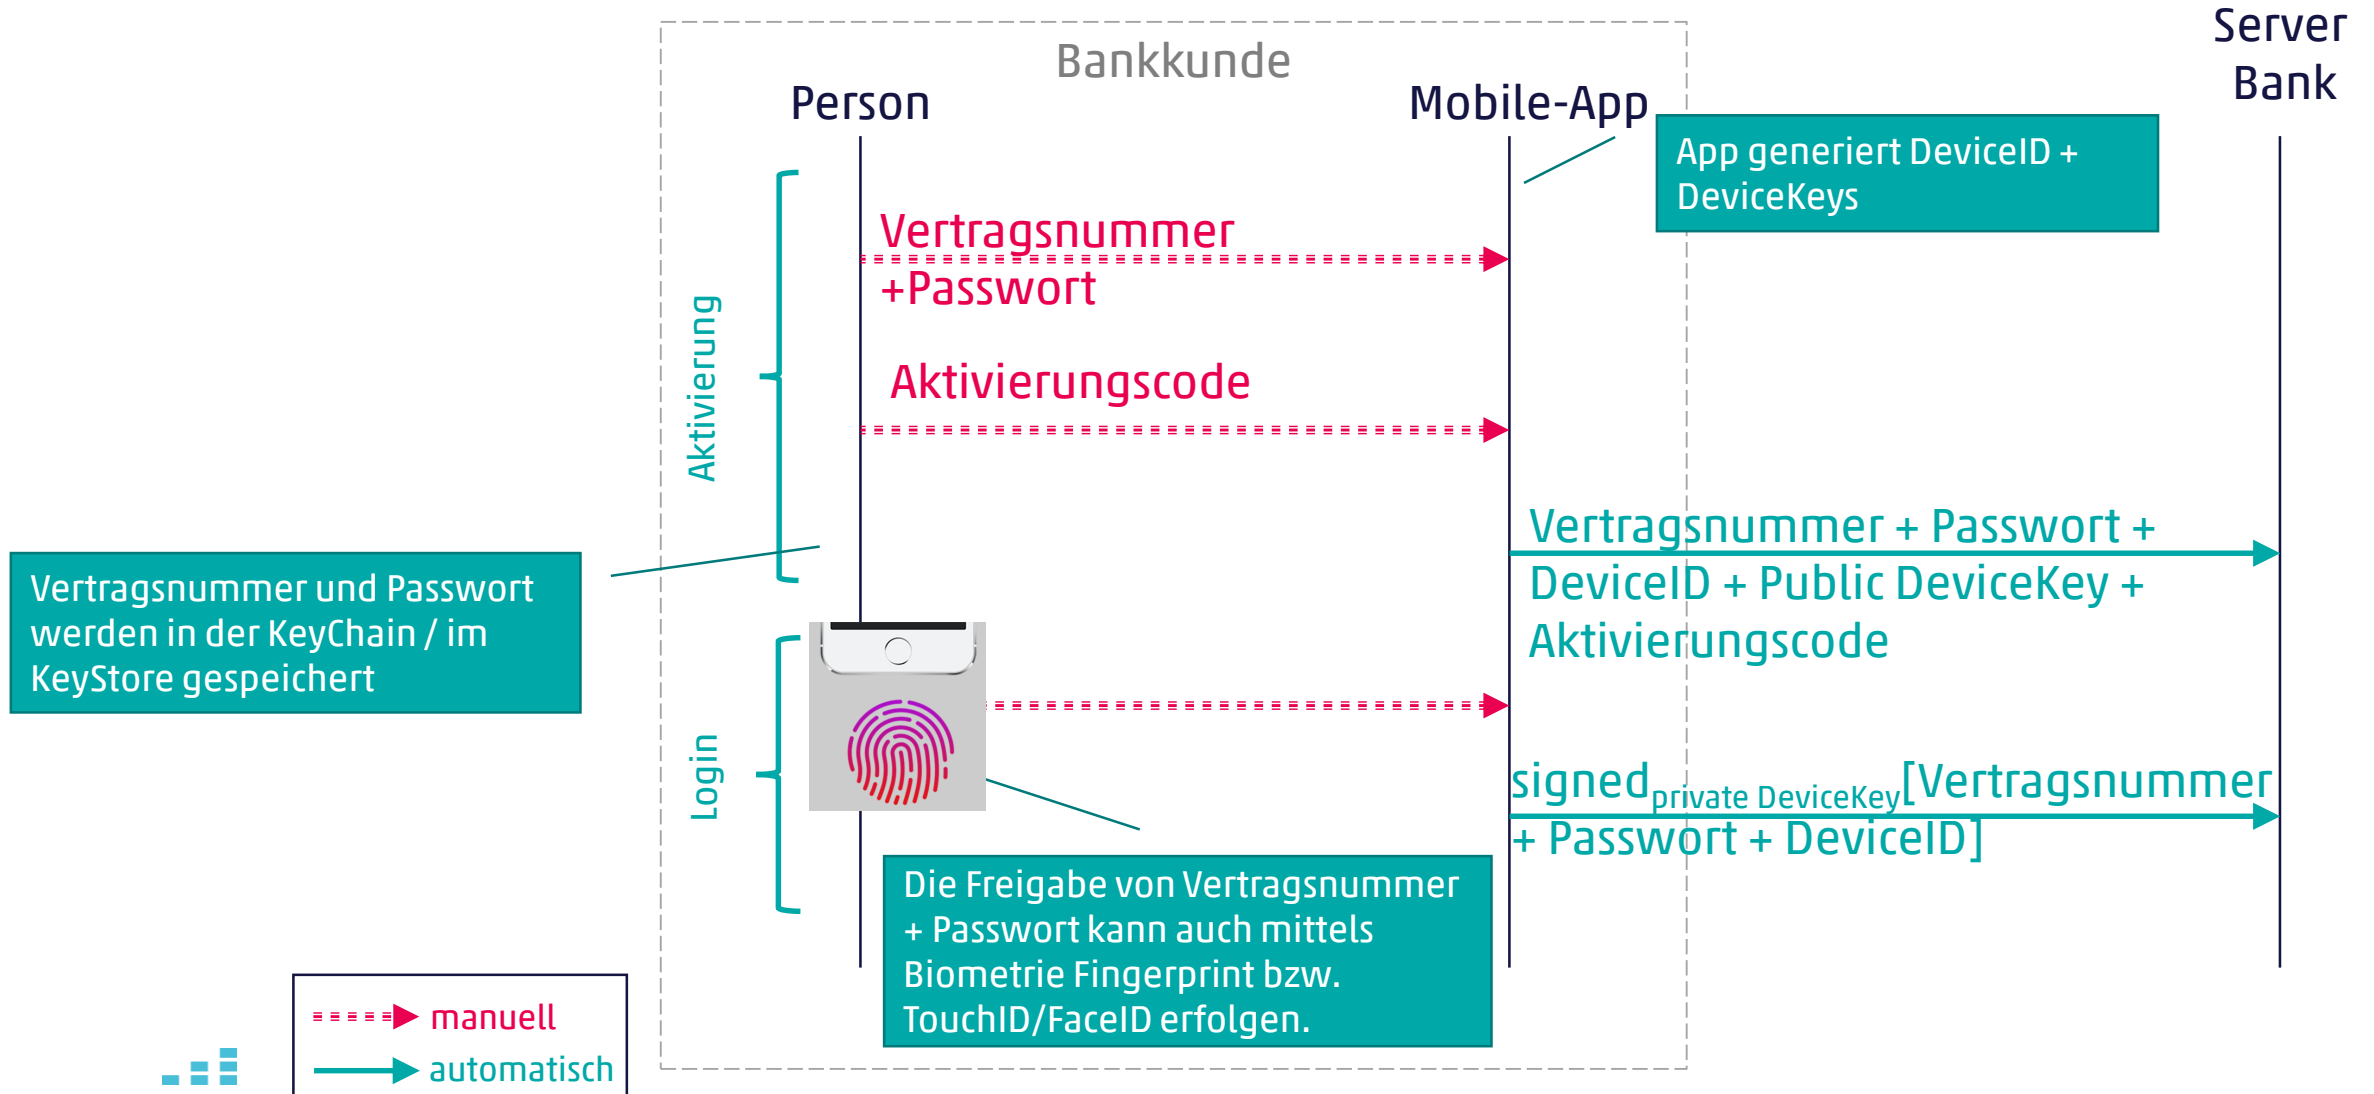 Bankkunde
Server
Bank
Person
Mobile-App
App generiert DeviceID +
DeviceKeys
Vertragsnummer
+Passwort
Aktivierung
Aktivierungscode
Vertragsnummer + Passwort +
DeviceID + Public DeviceKey +
Aktivierungscode
Vertragsnummer und Passwort
werden in der KeyChain / im
KeyStore gespeichert
Login
signed private DeviceKey[Vertragsnummer
+ Passwort + DeviceID]
Die Freigabe von Vertragsnummer
+ Passwort kann auch mittels
Biometrie Fingerprint bzw.
TouchID/FaceID erfolgen.
manuell
automatisch